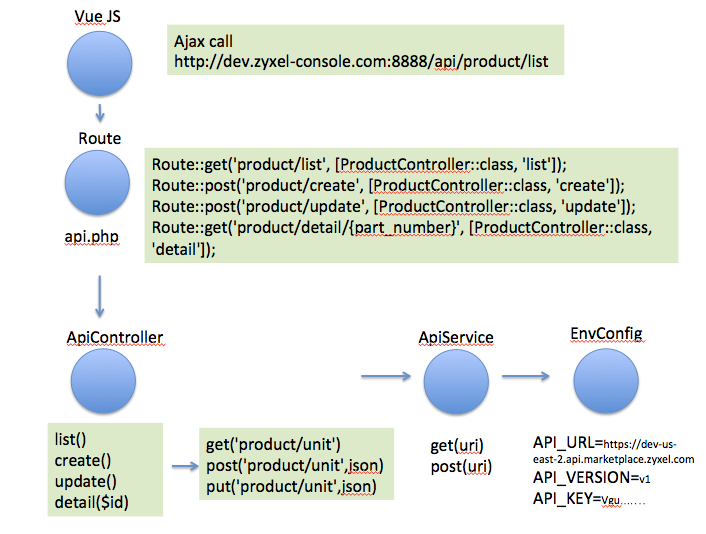 Vue JS
Ajax call
http://dev.zyxel-console.com:8888/api/product/list
Route
Route::get('product/list', [ProductController::class, 'list']);
Route::post('product/create', [ProductController::class, 'create']);
Route::post('product/update', [ProductController::class, 'update']);
Route::get('product/detail/{part_number}', [ProductController::class,
'detail']);
api.php
ApiController
ApiService
EnvConfig
list()
create()
update()
detail($id)
get('product/unit')
post('product/unit',json)
put('product/unit',json)
get(uri)
post(uri)
API_URL=https://dev-us-
east-2.api.marketplace.zyxel.com
API_VERSION=v1
API_KEY=Vgu…….